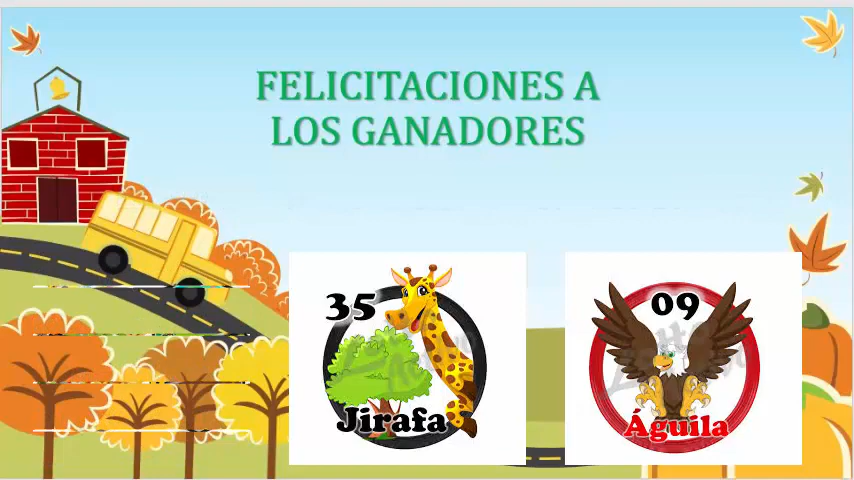 FELICITACIONES A
LOS GANADORES
35
Jirafa
09
Águila